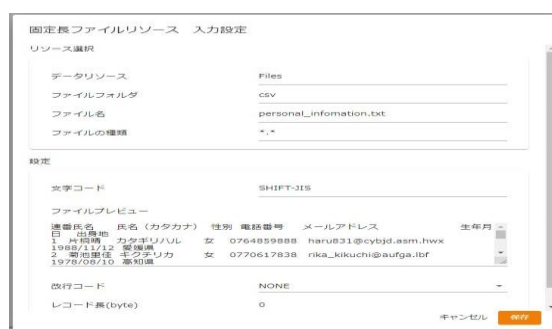 固定長ファイルリソース　入力設定
リソース選択
データリソース Files
ファイルフォルダ csv
ファイル名 personal_infomation.txt
ファイルの種類 *.*
設定
文字コード SHIFT-JIS
ファイルプレビュー
連番氏名 氏名（カタカナ） 性別 電話番号 メールアドレス 生年月
日 出身地
1 片桐晴 カタギリハル 女 0764859888 haru831@cybjd.asm.hwx
1988/11/12 愛媛県
2 菊池里佳 キクチリカ 女 0770617838 rika_kikuchi@aufga.lbf
1978/08/10 高知県
改行コード NONE
レコード長(byte) 0
キャンセル 保存